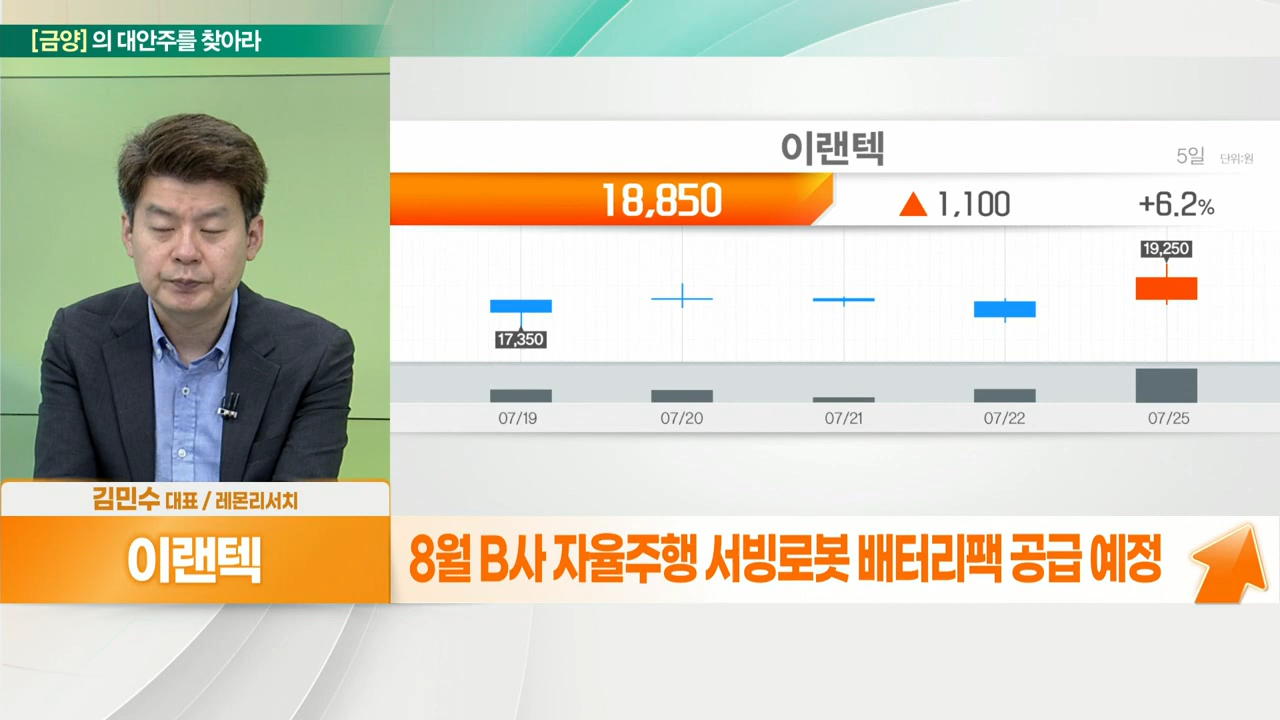 [금양]의 대안주를 찾아라
이랜텍
5일 단위:원
18,850 ▲ 1,100 +6.2%
19,250
17,350
07/19 07/20 07/21 07/22 07/25
김민수 대표 / 레몬리서치
이랜텍
8월 B사 자율주행 서빙로봇 배터리팩 공급 예정